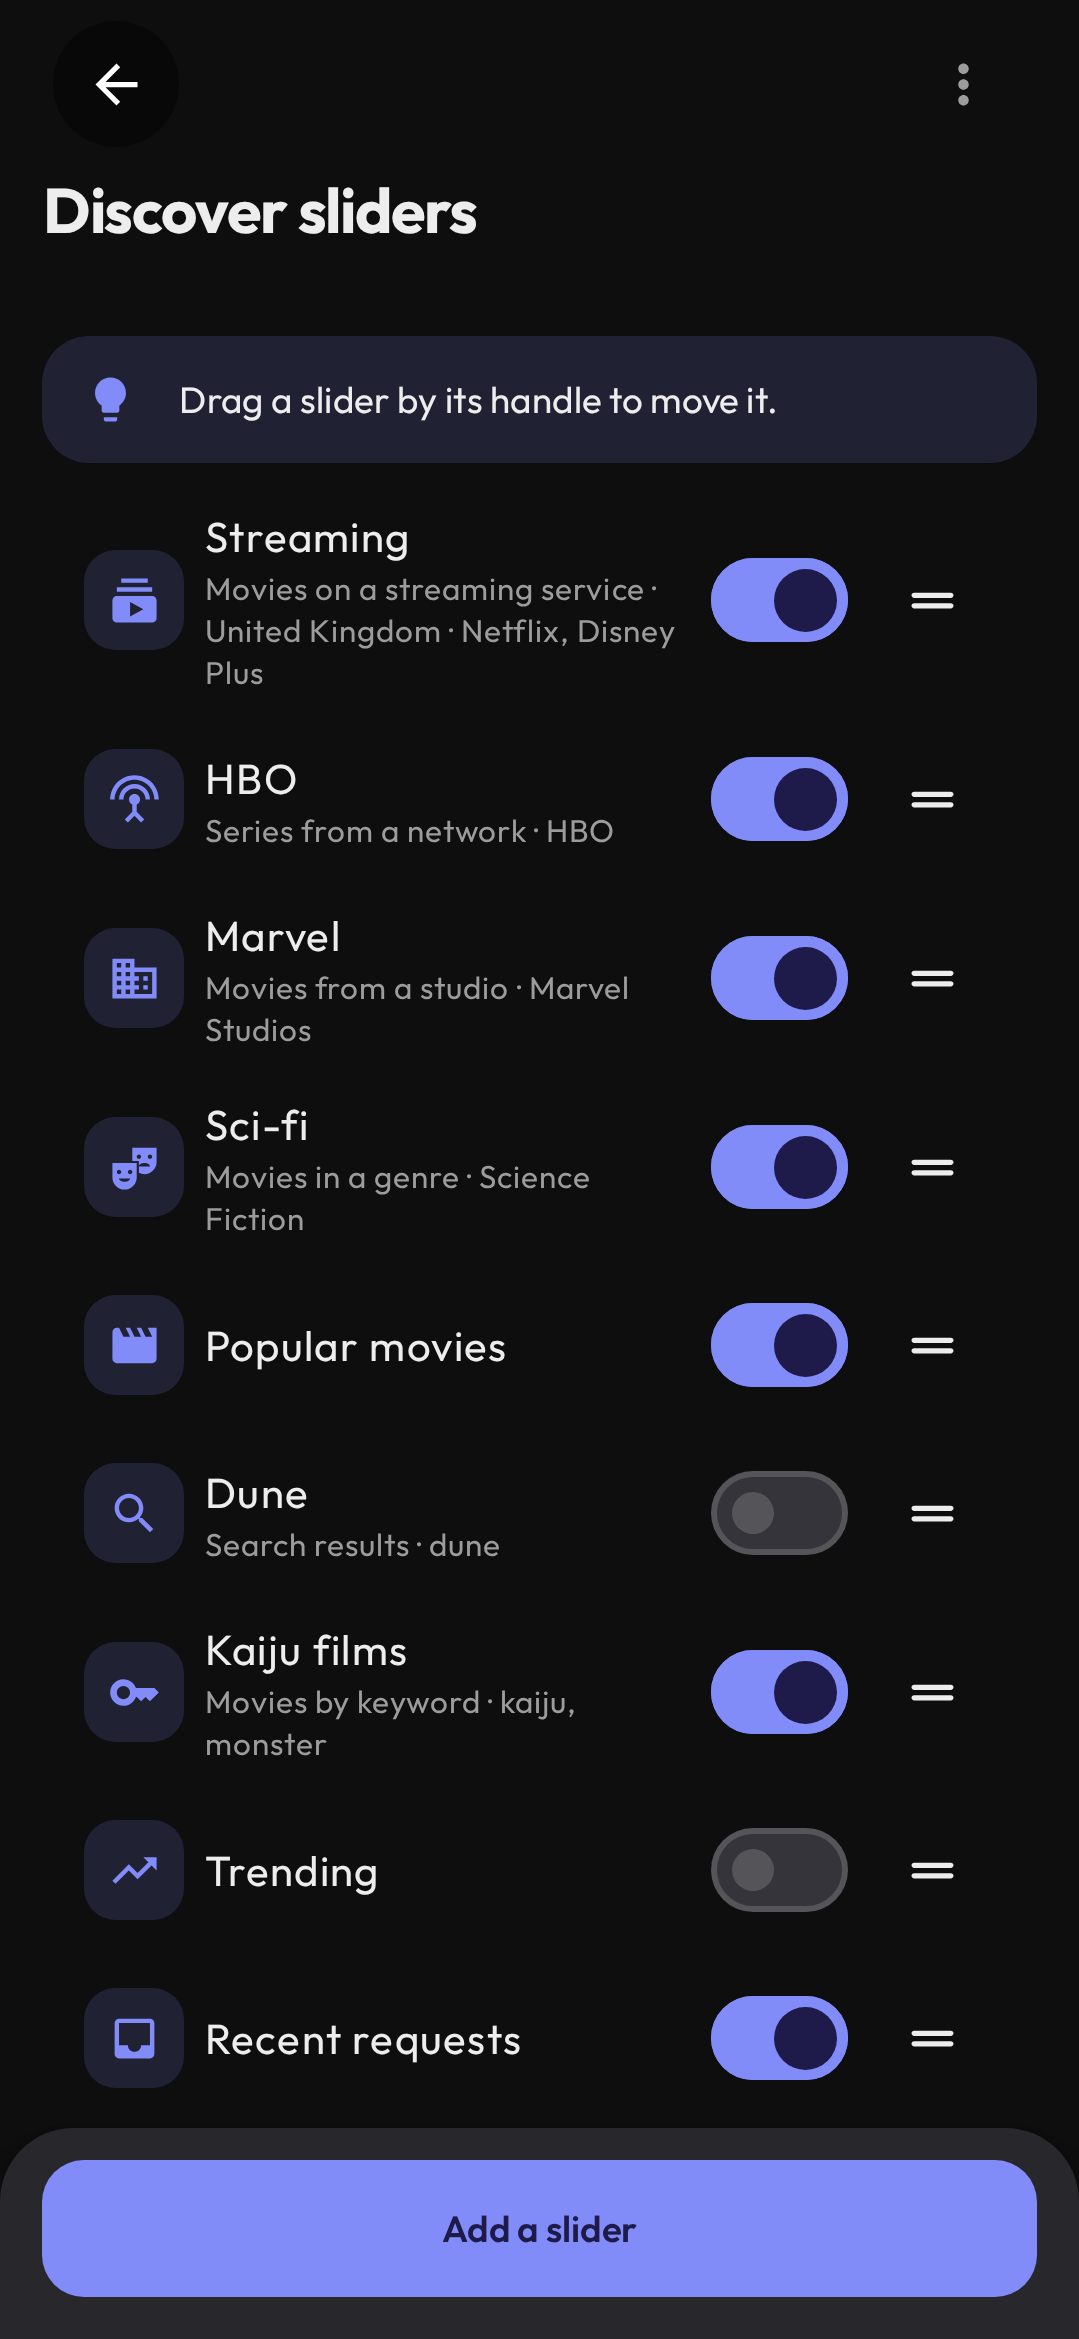 Discover sliders
Drag a slider by its handle to move it.
Streaming
Movies on a streaming service ·
United Kingdom · Netflix, Disney
Plus
HBO
Series from a network · HBO
Marvel
Movies from a studio · Marvel
Studios
Sci-fi
Movies in a genre · Science
Fiction
Popular movies
Dune
Search results · dune
Kaiju films
Movies by keyword · kaiju,
monster
Trending
Recent requests
Add a slider